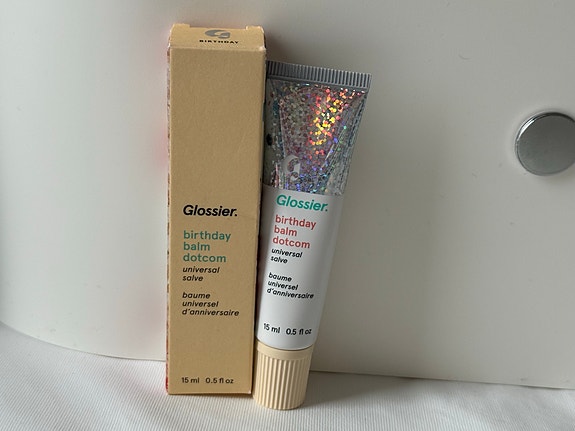 BIRTHDAY
Glossier.
birthday
balm
dotcom
universal
salve
baume
universel
d'anniversaire
15 ml 0.5 fl oz
Glossier.
birthday
balm
dotcom
universal
salve
baume
universel
d'anniversaire
15 ml 0.5 fl oz